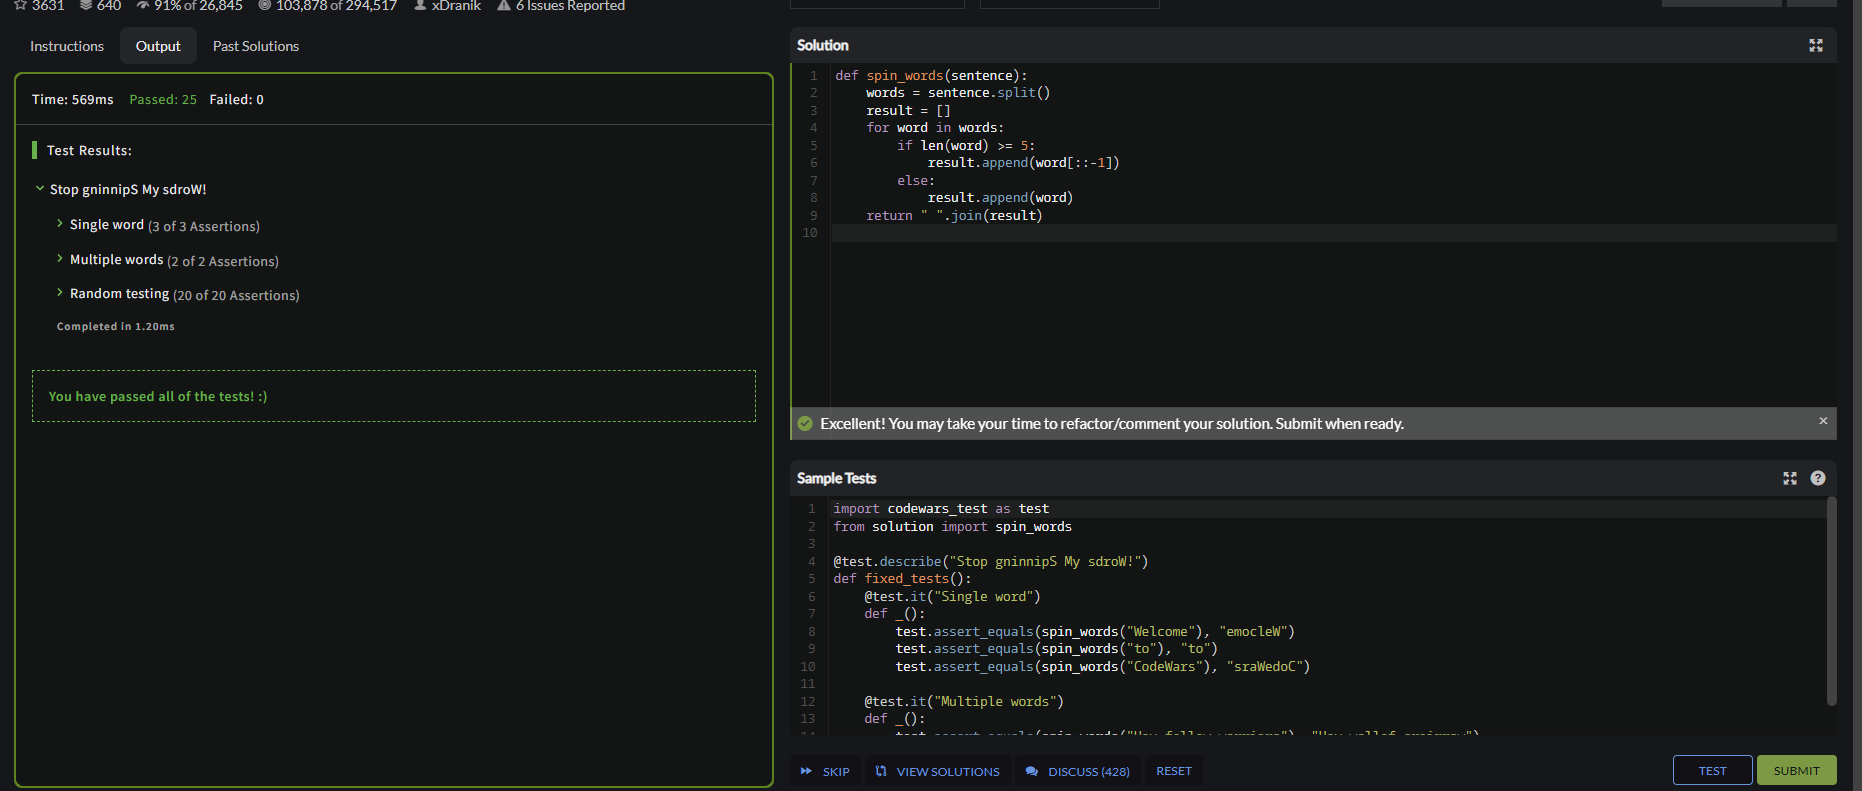 3631 640 91% of 26,845 103,878 of 294,517 xDranik 6 Issues Reported
Instructions Output Past Solutions
Time: 569ms Passed: 25 Failed: 0
Test Results:
Stop gninnipS My sdroW!
Single word (3 of 3 Assertions)
Multiple words (2 of 2 Assertions)
Random testing (20 of 20 Assertions)
Completed in 1.20ms
You have passed all of the tests! :)
Solution
1 def spin_words(sentence):
2     words = sentence.split()
3     result = []
4     for word in words:
5         if len(word) >= 5:
6             result.append(word[::-1])
7         else:
8             result.append(word)
9     return " ".join(result)
10
Excellent! You may take your time to refactor/comment your solution. Submit when ready. ×
Sample Tests ?
1 import codewars_test as test
2 from solution import spin_words
3
4 @test.describe("Stop gninnipS My sdroW!")
5 def fixed_tests():
6     @test.it("Single word")
7     def _():
8         test.assert_equals(spin_words("Welcome"), "emocleW")
9         test.assert_equals(spin_words("to"), "to")
10         test.assert_equals(spin_words("CodeWars"), "sraWedoC")
11
12     @test.it("Multiple words")
13     def _():
14         test.assert_equals(spin_words("Hey fellow warriors"), "Hey wollef sroirraw")
SKIP VIEW SOLUTIONS DISCUSS (428) RESET TEST SUBMIT